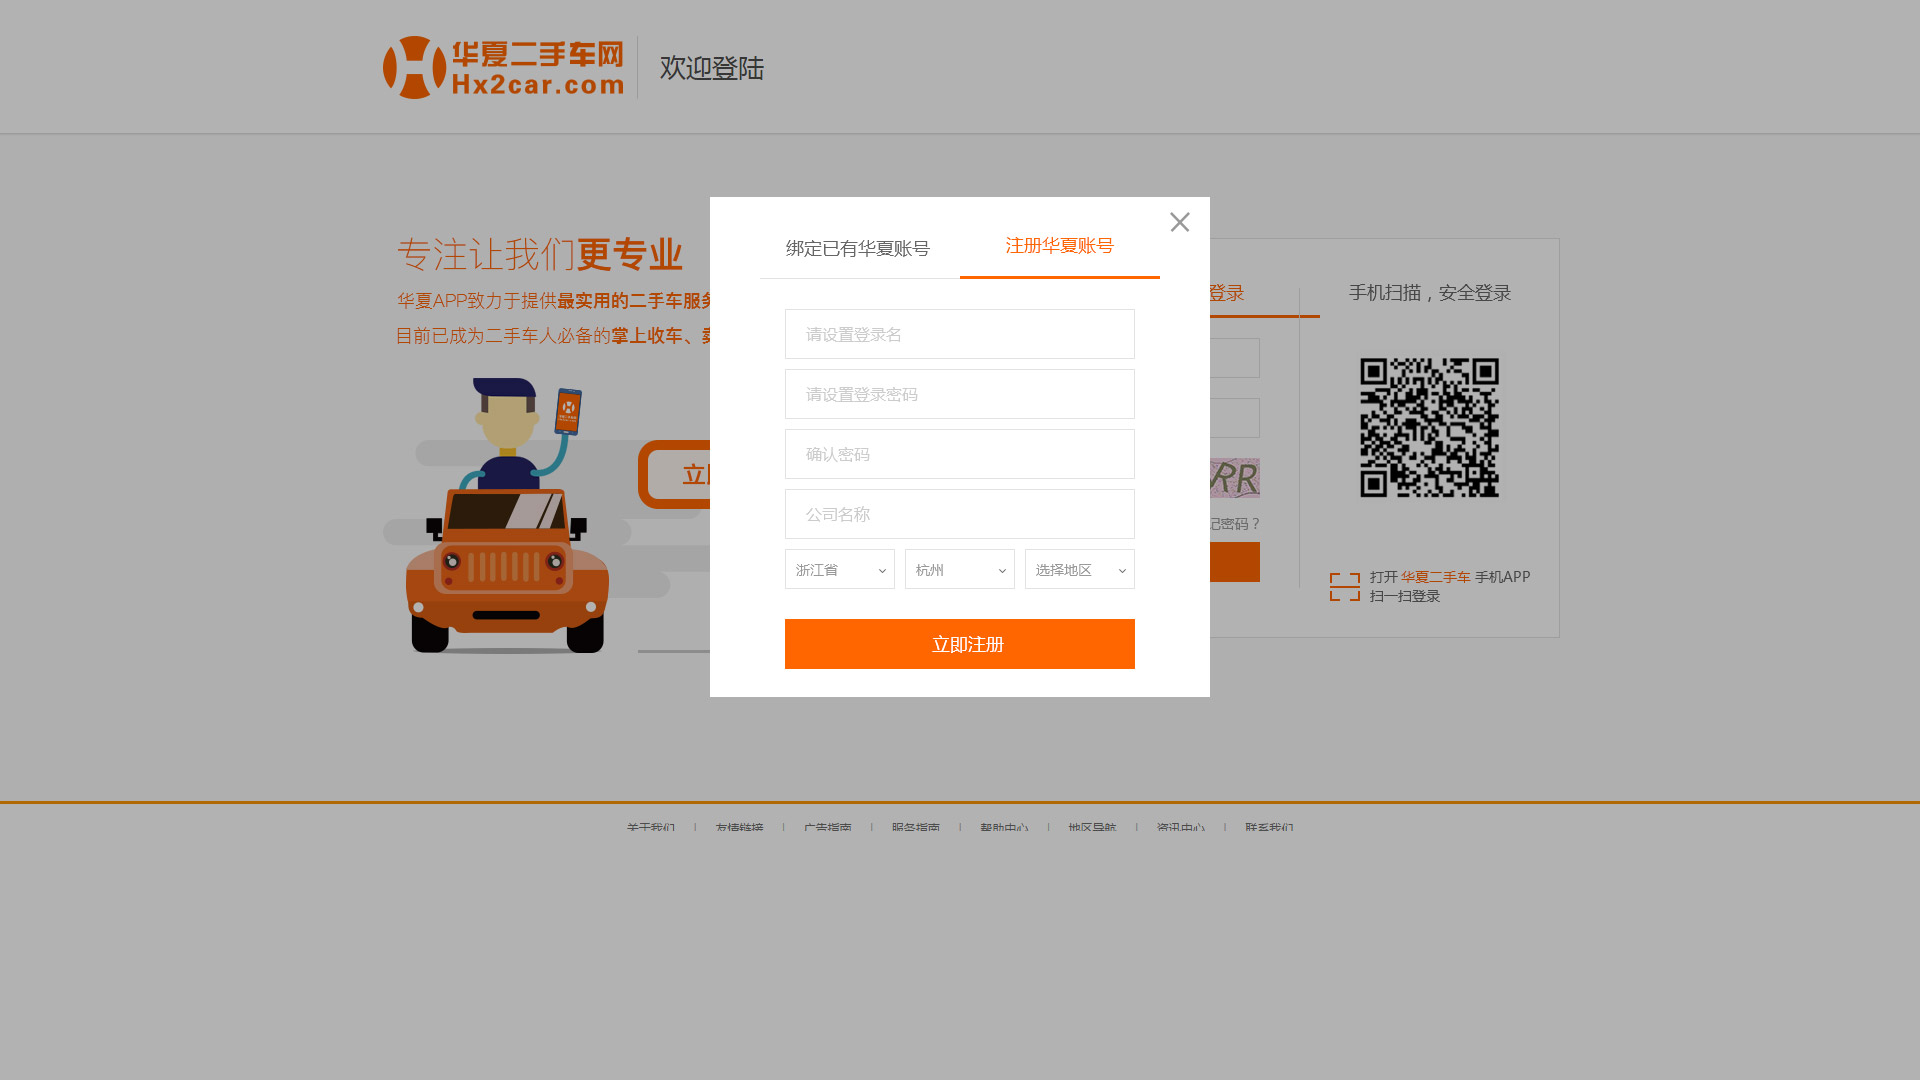 华夏二手车网
Hx2car.com
欢迎登陆
专注让我们更专业
华夏APP致力于提供最实用的二手车服务
目前已成为二手车人必备的掌上收车、卖
绑定已有华夏账号
注册华夏账号
请设置登录名
请设置登录密码
确认密码
公司名称
浙江省
杭州
选择地区
立即注册
登录
手机扫描，安全登录
RR
记密码？
打开 华夏二手车 手机APP
扫一扫登录
关于我们 | 友情链接 | 广告指南 | 服务指南 | 帮助中心 | 地区导航 | 资讯中心 | 联系我们